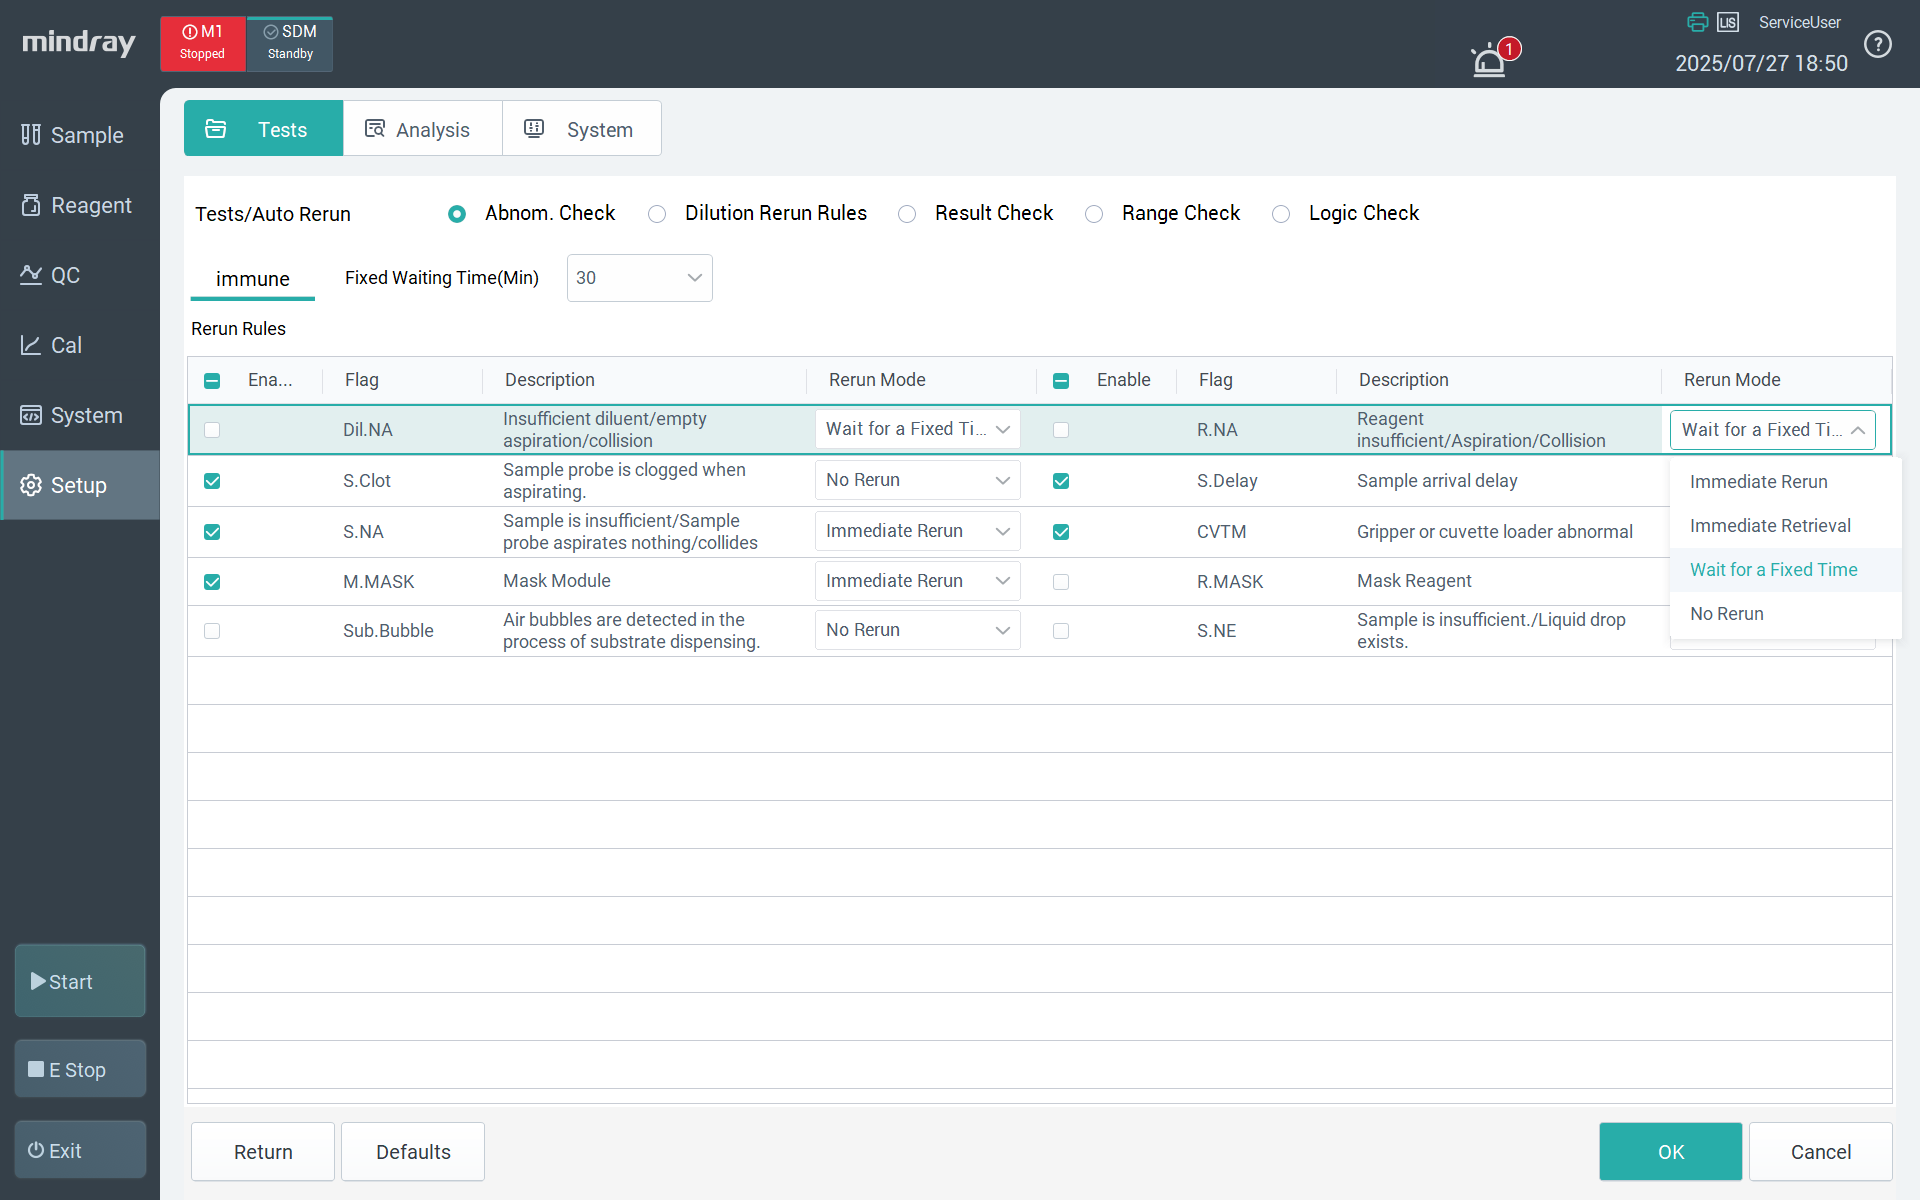 mindray
M1
Stopped
SDM
Standby
1
LIS
ServiceUser
2025/07/27 18:50
?
Sample
Reagent
QC
Cal
System
Setup
Start
E Stop
Exit
Tests
Analysis
System
Tests/Auto Rerun
Abnom. Check
Dilution Rerun Rules
Result Check
Range Check
Logic Check
immune
Fixed Waiting Time(Min)
30
Rerun Rules
Ena... Flag Description Rerun Mode Enable Flag Description Rerun Mode
Dil.NA
Insufficient diluent/empty
aspiration/collision
Wait for a Fixed Ti...
R.NA
Reagent
insufficient/Aspiration/Collision
Wait for a Fixed Ti...
S.Clot
Sample probe is clogged when
aspirating.
No Rerun
S.Delay
Sample arrival delay
S.NA
Sample is insufficient/Sample
probe aspirates nothing/collides
Immediate Rerun
CVTM
Gripper or cuvette loader abnormal
M.MASK
Mask Module
Immediate Rerun
R.MASK
Mask Reagent
Sub.Bubble
Air bubbles are detected in the
process of substrate dispensing.
No Rerun
S.NE
Sample is insufficient./Liquid drop
exists.
Immediate Rerun
Immediate Retrieval
Wait for a Fixed Time
No Rerun
Return
Defaults
OK
Cancel